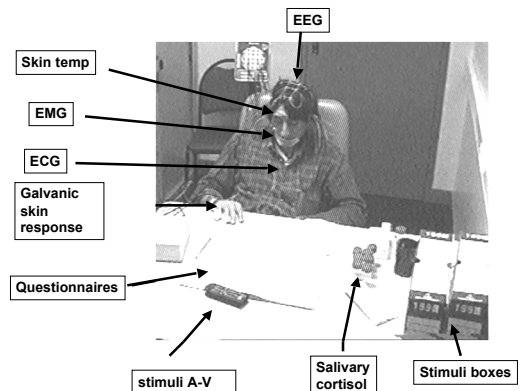 EEG
Skin temp
EMG
ECG
Galvanic
skin
response
Questionnaires
stimuli A-V
Salivary
cortisol
Stimuli boxes